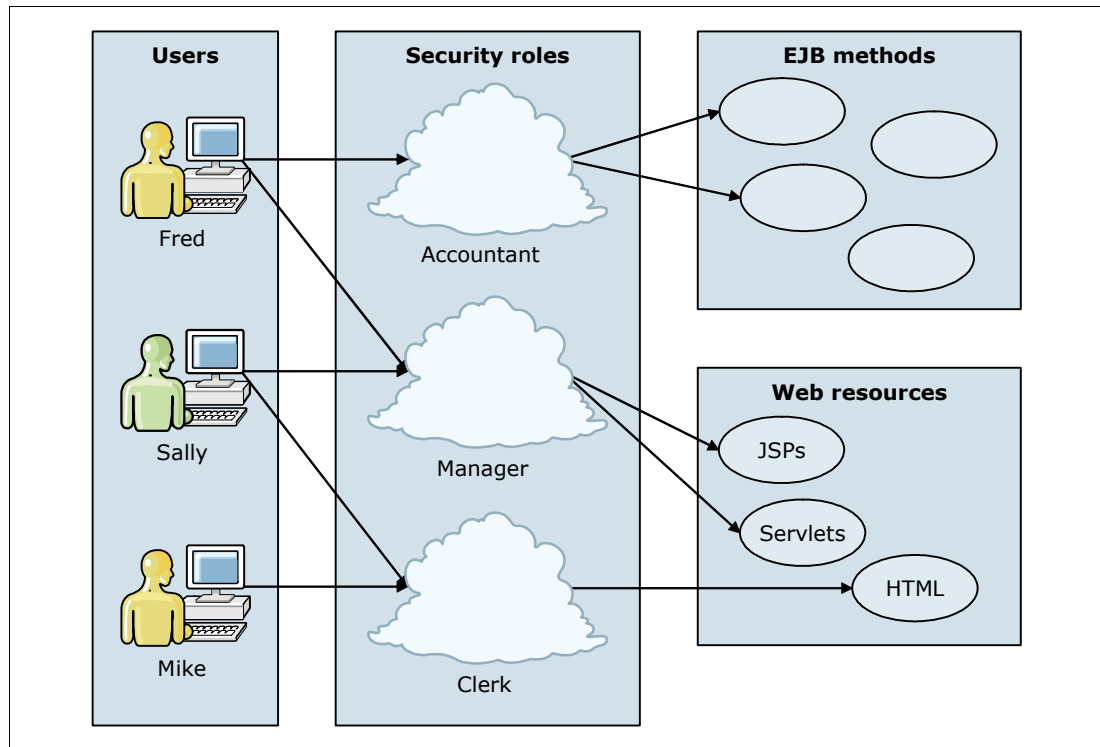 Users
Security roles
EJB methods
Fred
Accountant
Sally
Manager
Web resources
JSPs
Servlets
HTML
Mike
Clerk